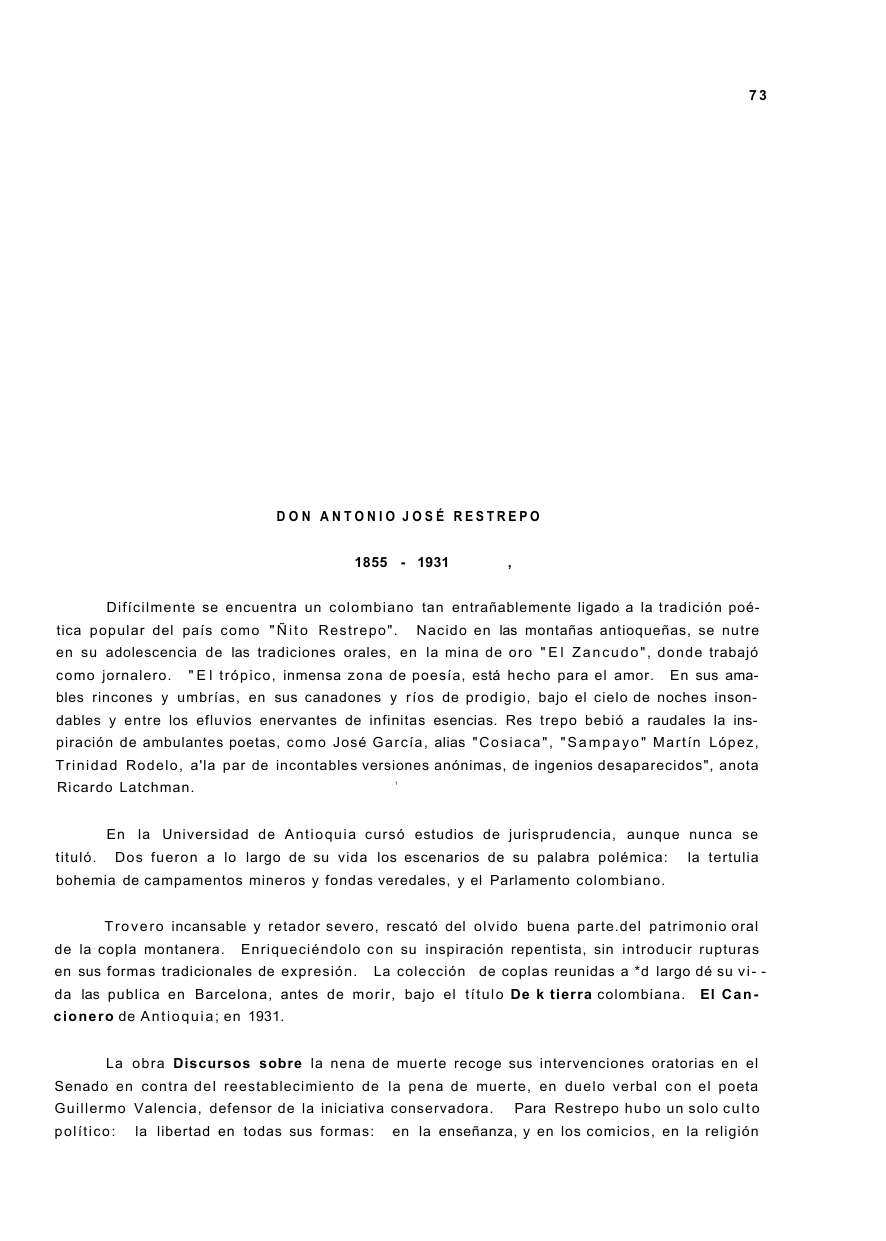 73
DON ANTONIO JOSÉ RESTREPO
1855 - 1931 ,
Difícilmente se encuentra un colombiano tan entrañablemente ligado a la tradición poé-
tica popular del país como "Ñito Restrepo". Nacido en las montañas antioqueñas, se nutre
en su adolescencia de las tradiciones orales, en la mina de oro "El Zancudo", donde trabajó
como jornalero. "El trópico, inmensa zona de poesía, está hecho para el amor. En sus ama-
bles rincones y umbrías, en sus canadones y ríos de prodigio, bajo el cielo de noches inson-
dables y entre los efluvios enervantes de infinitas esencias. Res trepo bebió a raudales la ins-
piración de ambulantes poetas, como José García, alias "Cosiaca", "Sampayo" Martín López,
Trinidad Rodelo, a'la par de incontables versiones anónimas, de ingenios desaparecidos", anota
Ricardo Latchman.
En la Universidad de Antioquia cursó estudios de jurisprudencia, aunque nunca se
tituló. Dos fueron a lo largo de su vida los escenarios de su palabra polémica: la tertulia
bohemia de campamentos mineros y fondas veredales, y el Parlamento colombiano.
Trovero incansable y retador severo, rescató del olvido buena parte.del patrimonio oral
de la copla montanera. Enriqueciéndolo con su inspiración repentista, sin introducir rupturas
en sus formas tradicionales de expresión. La colección de coplas reunidas a *d largo dé su vi- -
da las publica en Barcelona, antes de morir, bajo el título De k tierra colombiana. El Can-
cionero de Antioquia; en 1931.
La obra Discursos sobre la nena de muerte recoge sus intervenciones oratorias en el
Senado en contra del reestablecimiento de la pena de muerte, en duelo verbal con el poeta
Guillermo Valencia, defensor de la iniciativa conservadora. Para Restrepo hubo un solo culto
político: la libertad en todas sus formas: en la enseñanza, y en los comicios, en la religión